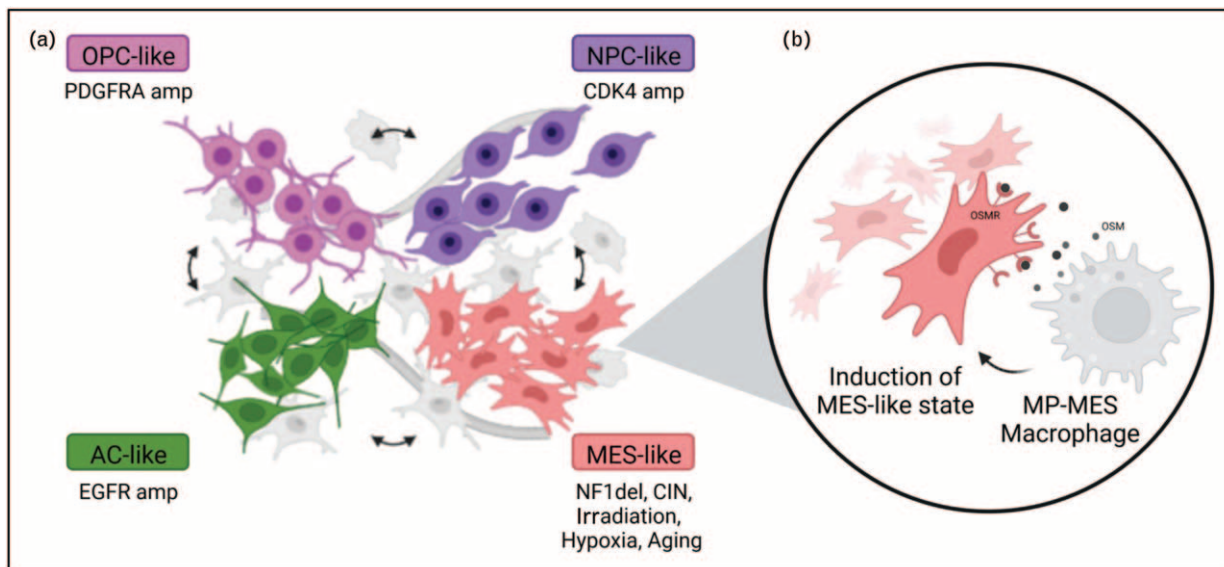 (a)
OPC-like
PDGFRA amp
NPC-like
CDK4 amp
AC-like
EGFR amp
MES-like
NF1del, CIN,
Irradiation,
Hypoxia, Aging
(b)
OSMR
OSM
Induction of
MES-like state
MP-MES
Macrophage